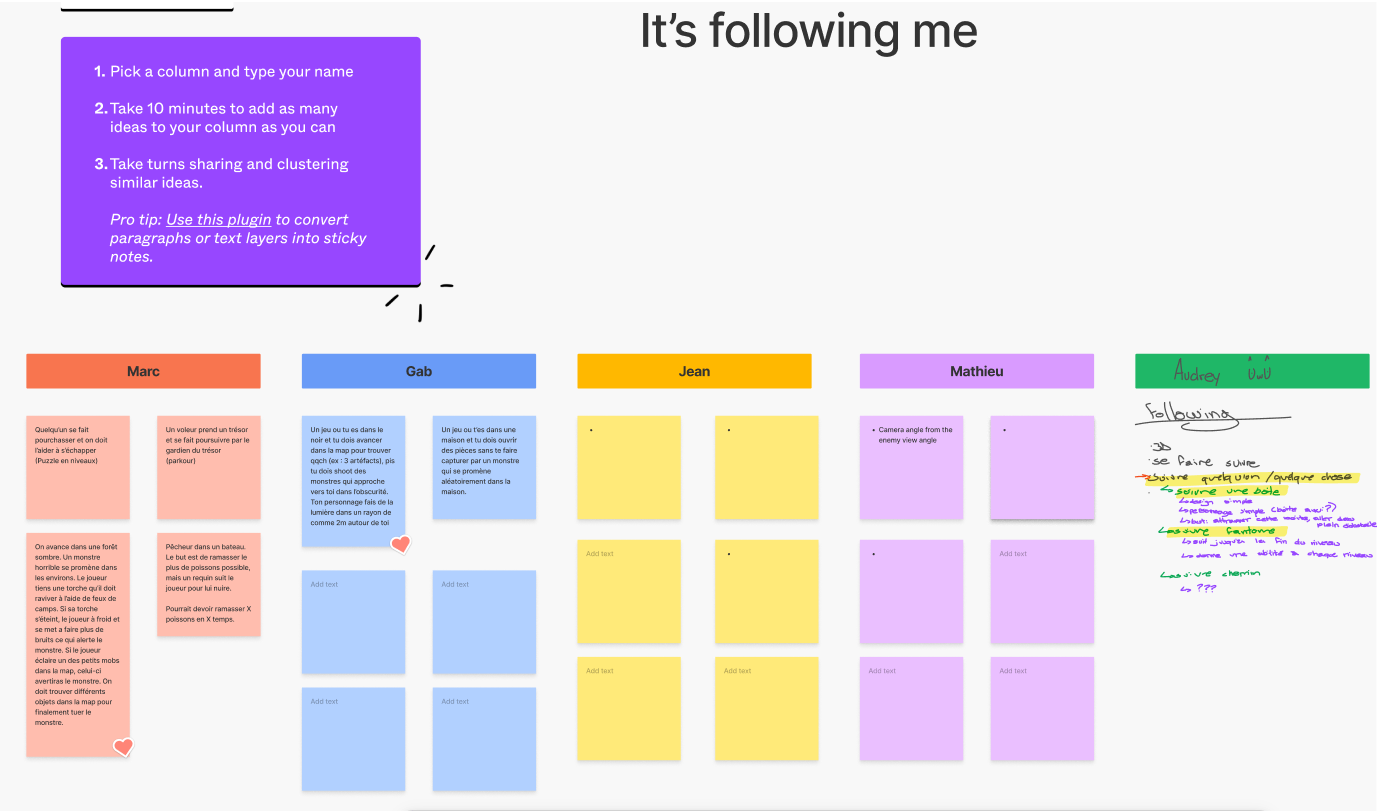 It's following me
1. Pick a column and type your name
2. Take 10 minutes to add as many
ideas to your column as you can
3. Take turns sharing and clustering
similar ideas.
Pro tip: Use this plugin to convert
paragraphs or text layers into sticky
notes.
Marc
Quelqu'un se fait
pourchasser et on doit
l'aider à s'échapper
(Puzzle en niveaux)
Un voleur prend un trésor
et se fait poursuivre par le
gardien du trésor
(parkour)
On avance dans une forêt
sombre. Un monstre
horrible se promène dans
les environs. Le joueur
tiens une torche qu'il doit
raviver à l'aide de feux de
camps. Si sa torche
s'éteint, le joueur à froid et
se met a faire plus de
bruits ce qui alerte le
monstre. Si le joueur
éclaire un des petits mobs
dans la map, celui-ci
avertiras le monstre. On
doit trouver différents
objets dans la map pour
finalement tuer le
monstre.
Pêcheur dans un bateau.
Le but est de ramasser le
plus de poissons possible,
mais un requin suit le
joueur pour lui nuire.
Pourrait devoir ramasser X
poissons en X temps.
Gab
Un jeu ou tu es dans le
noir et tu dois avancer
dans la map pour trouver
qqch (ex : 3 artéfacts), pis
tu dois shoot des
monstres qui approche
vers toi dans l'obscurité.
Ton personnage fais de la
lumière dans un rayon de
comme 2m autour de toi
Un jeu ou t'es dans une
maison et tu dois ouvrir
des pièces sans te faire
capturer par un monstre
qui se promène
aléatoirement dans la
maison.
Add text
Add text
Add text
Add text
Jean
Add text
Add text
Add text
Mathieu
• Camera angle from the
enemy view angle
Add text
Add text
Add text
Audrey UwU
Following
· 3D
· se faire suivre
suivre quelqu'un / quelque chose
suivre une boîte
design simple
personnage simple
but:
suivre fantome
suit jusqu'à la fin du niveau
donne une à chaque niveau
suivre chemin
???